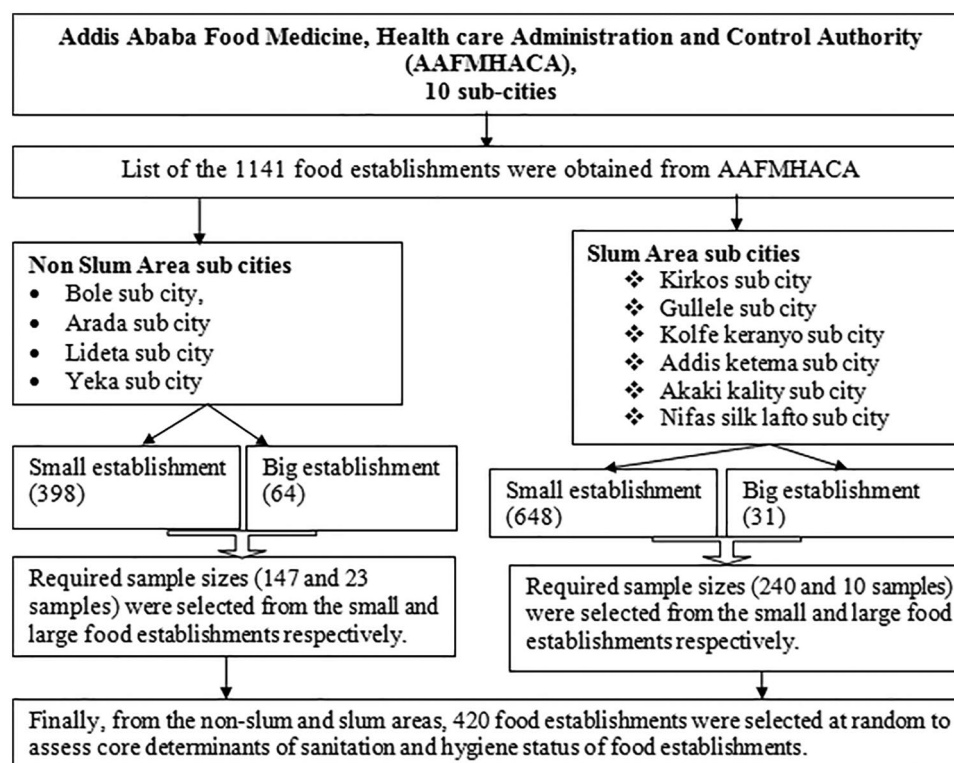 Addis Ababa Food Medicine, Health care Administration and Control Authority
(AAFMHACA),
10 sub-cities
List of the 1141 food establishments were obtained from AAFMHACA
Non Slum Area sub cities
• Bole sub city,
• Arada sub city
• Lideta sub city
• Yeka sub city
Small establishment
(398)
Big establishment
(64)
Required sample sizes (147 and 23
samples) were selected from the small and
large food establishments respectively.
Slum Area sub cities
❖ Kirkos sub city
❖ Gullele sub city
❖ Kolfe keranyo sub city
❖ Addis ketema sub city
❖ Akaki kality sub city
❖ Nifas silk lafto sub city
Small establishment
(648)
Big establishment
(31)
Required sample sizes (240 and 10 samples)
were selected from the small and large food
establishments respectively.
Finally, from the non-slum and slum areas, 420 food establishments were selected at random to
assess core determinants of sanitation and hygiene status of food establishments.